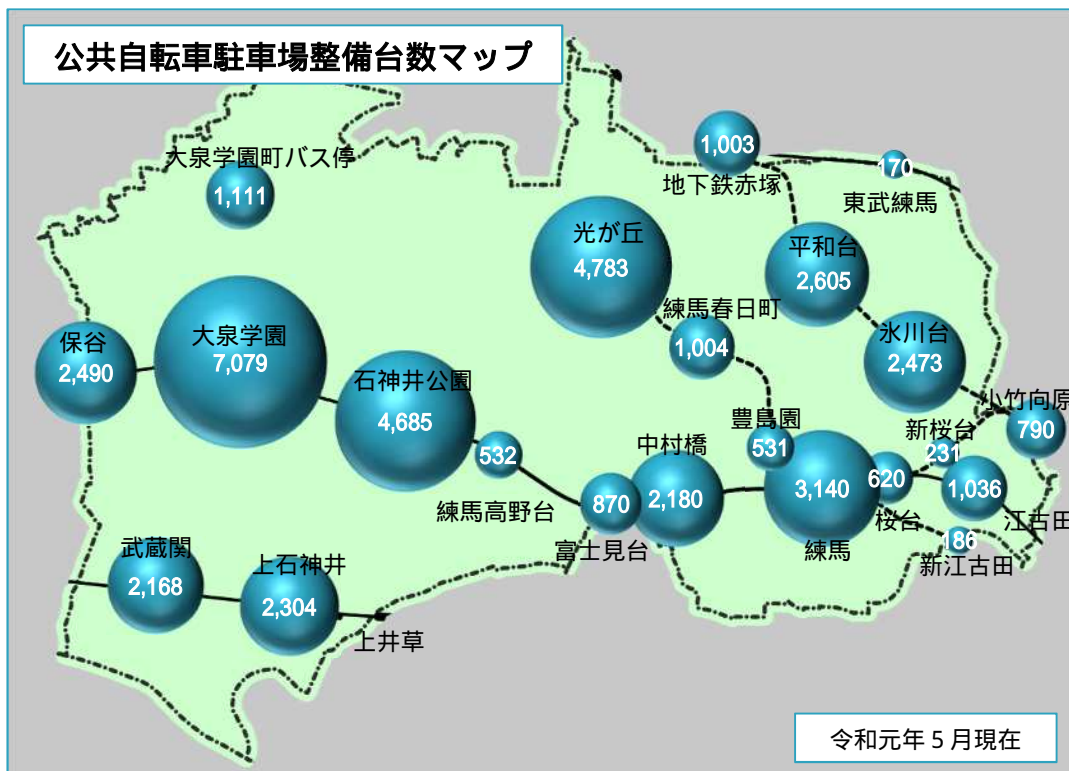 公共自転車駐車場整備台数マップ
大泉学園町バス停
1,111
1,003
地下鉄赤塚
170
東武練馬
光が丘
4,783
平和台
2,605
練馬春日町
1,004
氷川台
2,473
保谷
2,490
大泉学園
7,079
石神井公園
4,685
532
練馬高野台
豊島園
531
小竹向原
790
新桜台
231
中村橋
2,180
870
富士見台
3,140
練馬
620
桜台
1,036
江古田
186
新江古田
武蔵関
2,168
上石神井
2,304
上井草
令和元年5月現在